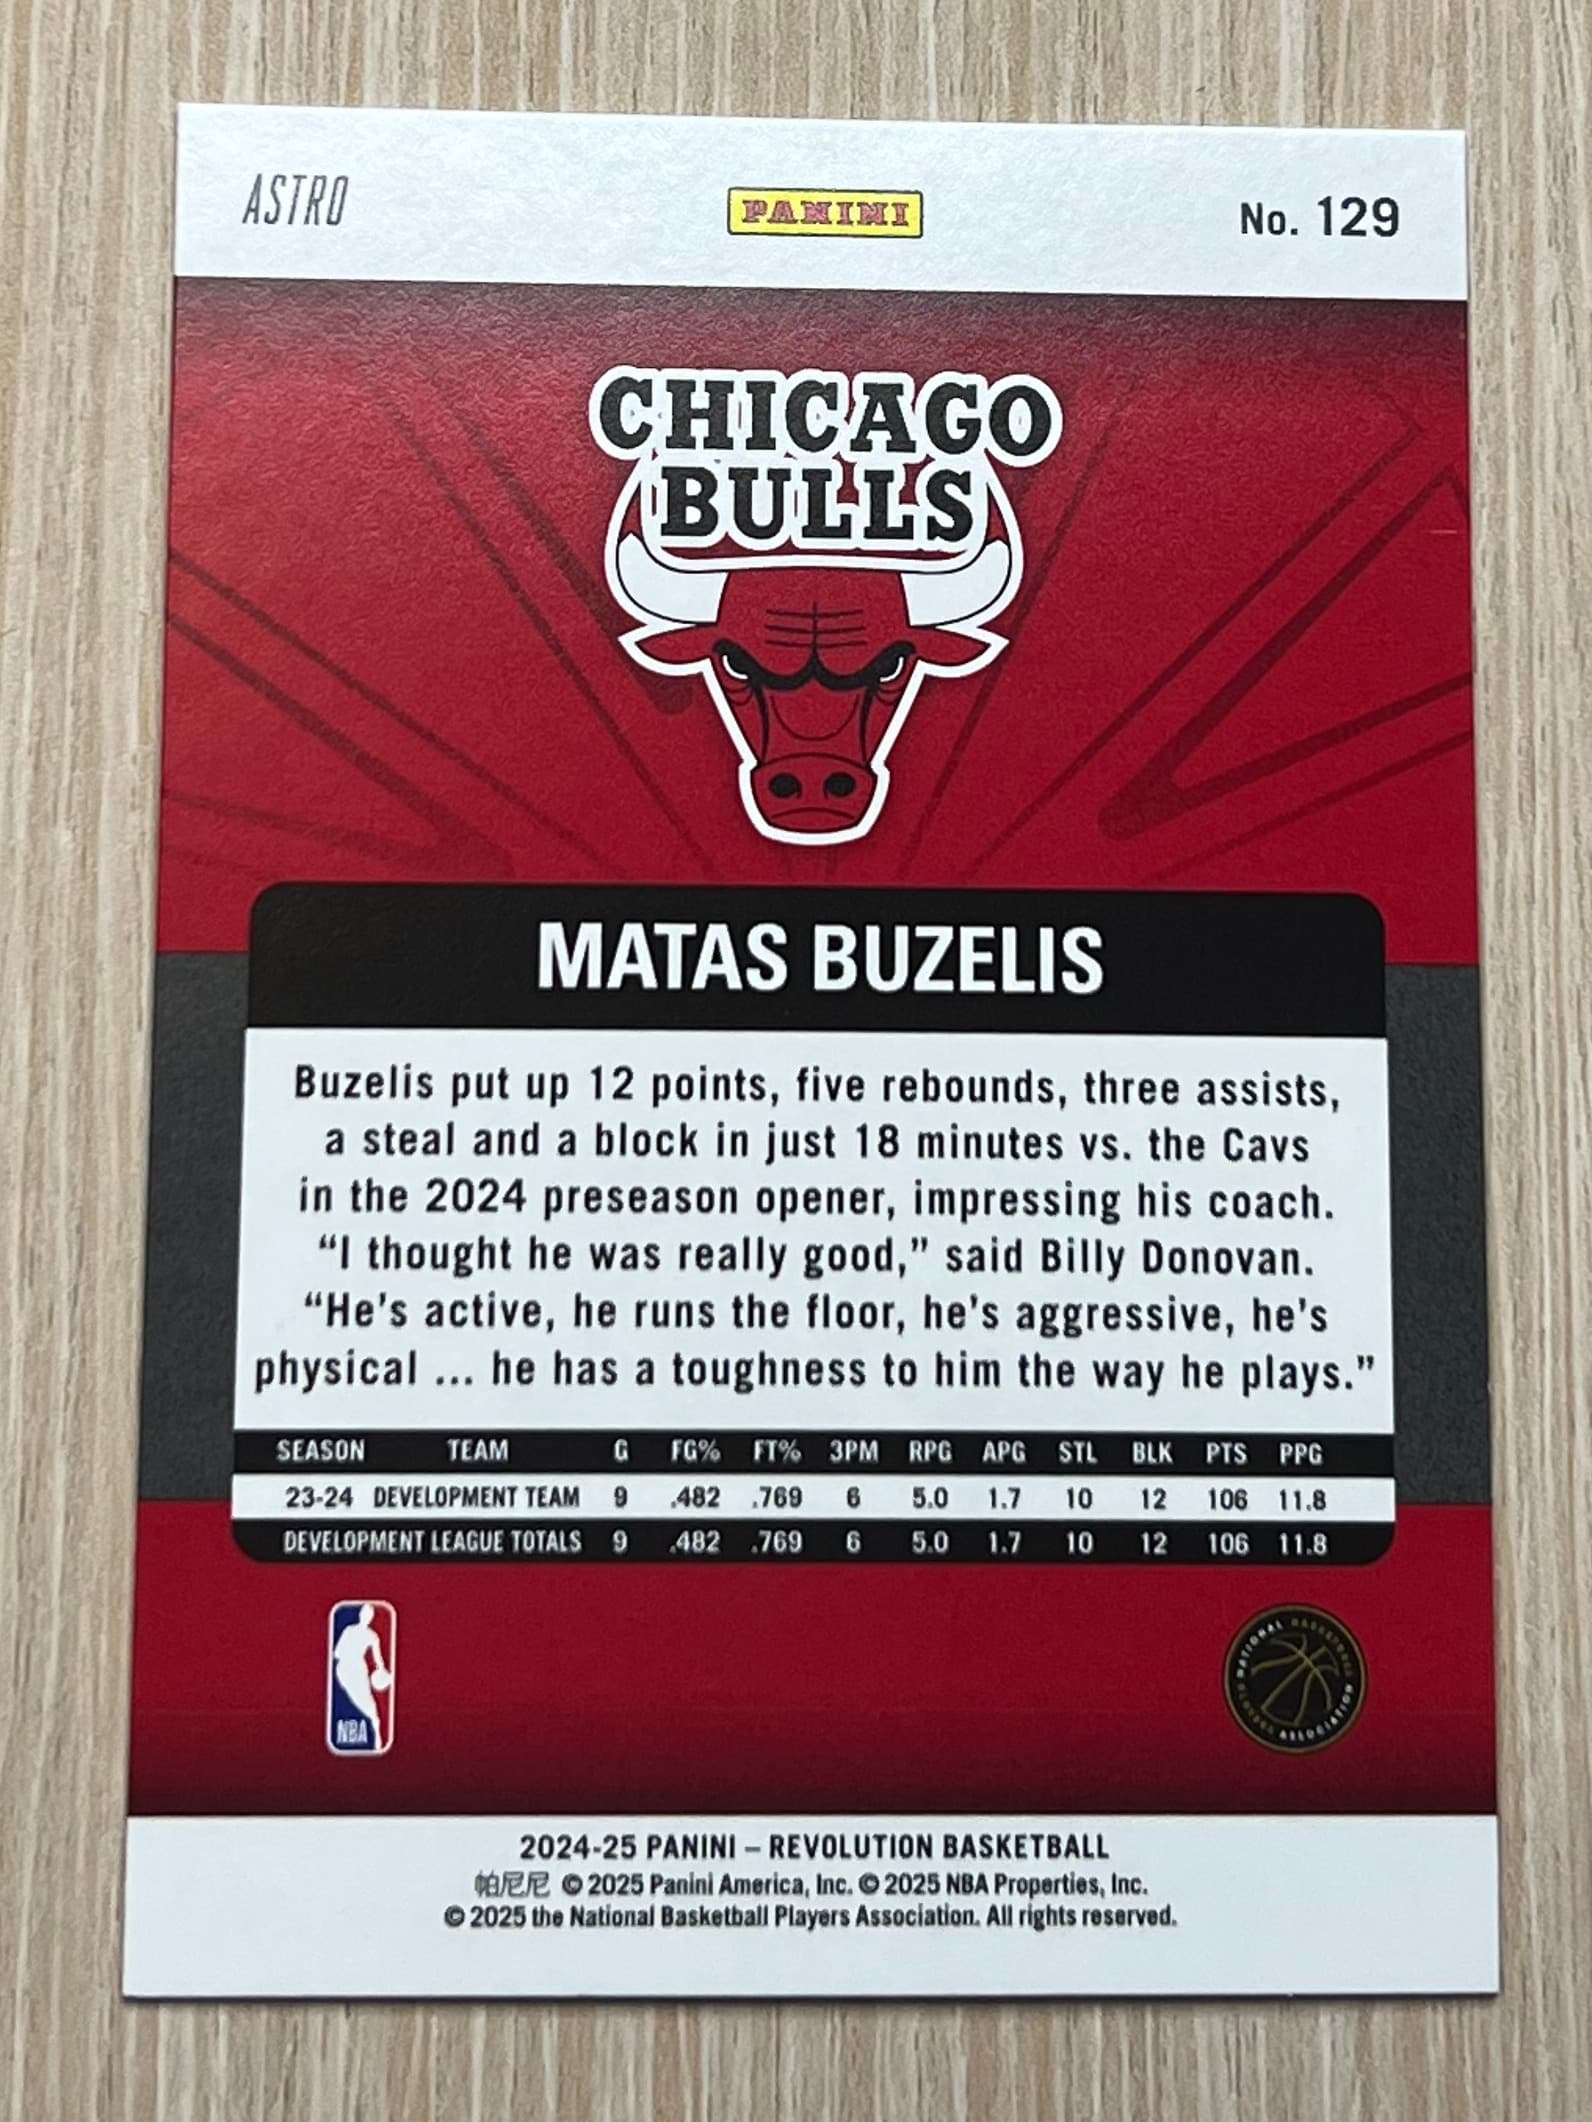 ASTRO PANINI No. 129
CHICAGO
BULLS
MATAS BUZELIS
Buzelis put up 12 points, five rebounds, three assists,
a steal and a block in just 18 minutes vs. the Cavs
in the 2024 preseason opener, impressing his coach.
“I thought he was really good,” said Billy Donovan.
“He's active, he runs the floor, he's aggressive, he's
physical ... he has a toughness to him the way he plays.”
SEASON TEAM G FG% FT% 3PM RPG APG STL BLK PTS PPG
23-24 DEVELOPMENT TEAM 9 .482 .769 6 5.0 1.7 10 12 106 11.8
DEVELOPMENT LEAGUE TOTALS 9 .482 .769 6 5.0 1.7 10 12 106 11.8
NBA
NATIONAL BASKETBALL PLAYERS ASSOCIATION
2024-25 PANINI – REVOLUTION BASKETBALL
帕尼尼 © 2025 Panini America, Inc. © 2025 NBA Properties, Inc.
© 2025 the National Basketball Players Association. All rights reserved.